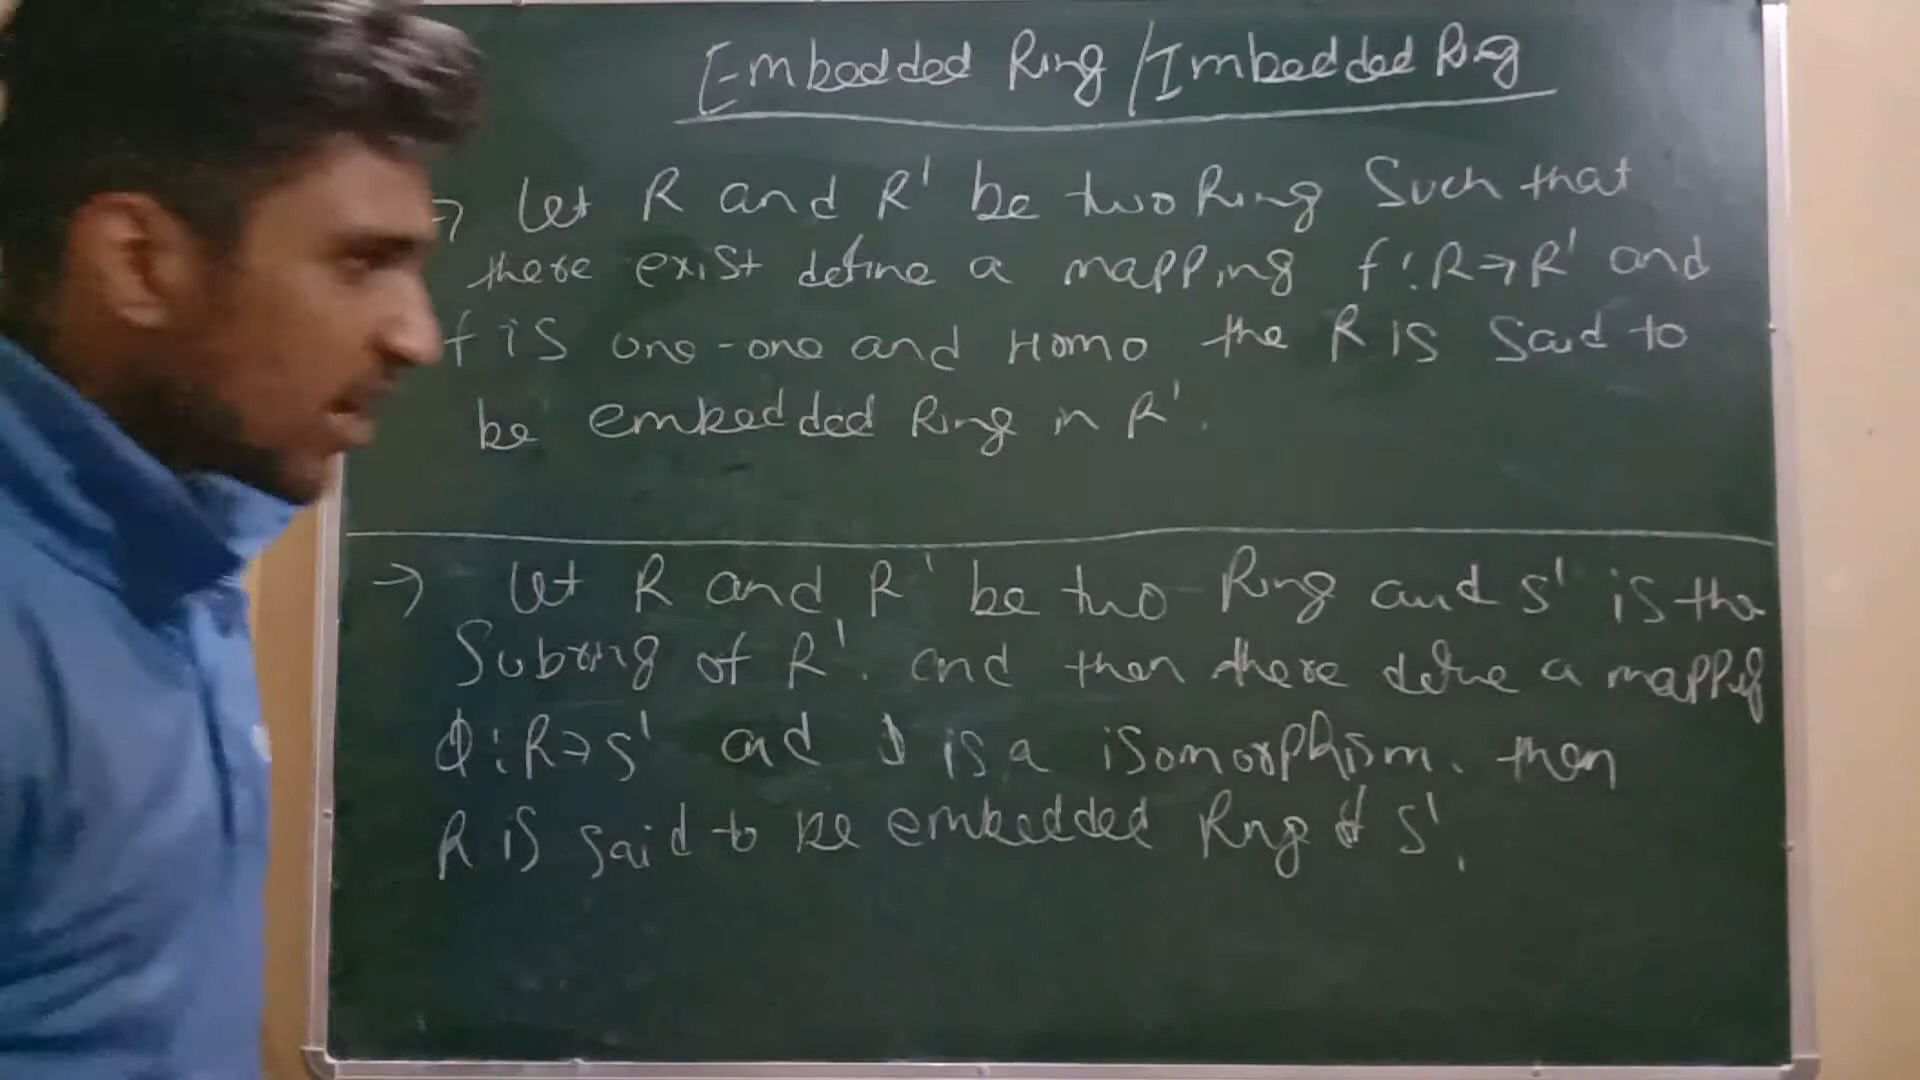 Embedded Ring/Imbedded Ring
→ Let R and R' be two Ring Such that
there exist define a mapping f:R→R' and
f is one-one and Homo the R is Said to
be embedded Ring in R'.
→ Let R and R' be two Ring and S' is the
Subring of R'. and then there define a mapping
ϕ:R→S' and ϕ is a isomorphism. then
R is said to be embedded Ring of S'.